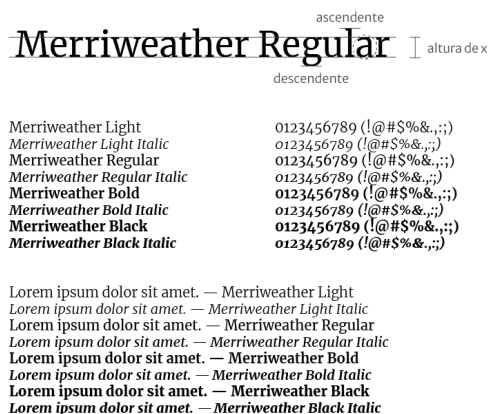 ascendente
Merriweather Regular
altura de x
descendente
Merriweather Light 0123456789 (!@#$%&.,:;)
Merriweather Light Italic 0123456789 (!@#$%&.,:;)
Merriweather Regular 0123456789 (!@#$%&.,:;)
Merriweather Regular Italic 0123456789 (!@#$%&.,:;)
Merriweather Bold 0123456789 (!@#$%&.,:;)
Merriweather Bold Italic 0123456789 (!@#$%&.,:;)
Merriweather Black 0123456789 (!@#$%&.,:;)
Merriweather Black Italic 0123456789 (!@#$%&.,:;)
Lorem ipsum dolor sit amet. — Merriweather Light
Lorem ipsum dolor sit amet. — Merriweather Light Italic
Lorem ipsum dolor sit amet. — Merriweather Regular
Lorem ipsum dolor sit amet. — Merriweather Regular Italic
Lorem ipsum dolor sit amet. — Merriweather Bold
Lorem ipsum dolor sit amet. — Merriweather Bold Italic
Lorem ipsum dolor sit amet. — Merriweather Black
Lorem ipsum dolor sit amet. — Merriweather Black Italic